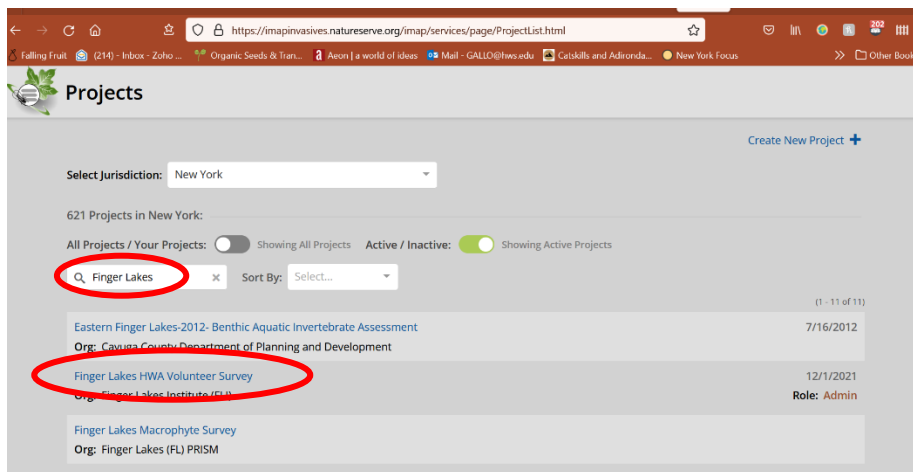 https://imapinvasives.natureserve.org/imap/services/page/ProjectList.html
202
Falling Fruit (214) - Inbox - Zoho ... Organic Seeds & Tran... Aeon | a world of ideas Mail - GALLO@hws.edu Catskills and Adironda... New York Focus Other Book
Projects
Create New Project +
Select Jurisdiction: New York
621 Projects in New York:
All Projects / Your Projects: Showing All Projects Active / Inactive: Showing Active Projects
Finger Lakes × Sort By: Select...
(1 - 11 of 11)
Eastern Finger Lakes-2012- Benthic Aquatic Invertebrate Assessment 7/16/2012
Org: Cayuga County Department of Planning and Development
Finger Lakes HWA Volunteer Survey 12/1/2021
Org: Finger Lakes Institute (FLI) Role: Admin
Finger Lakes Macrophyte Survey
Org: Finger Lakes (FL) PRISM